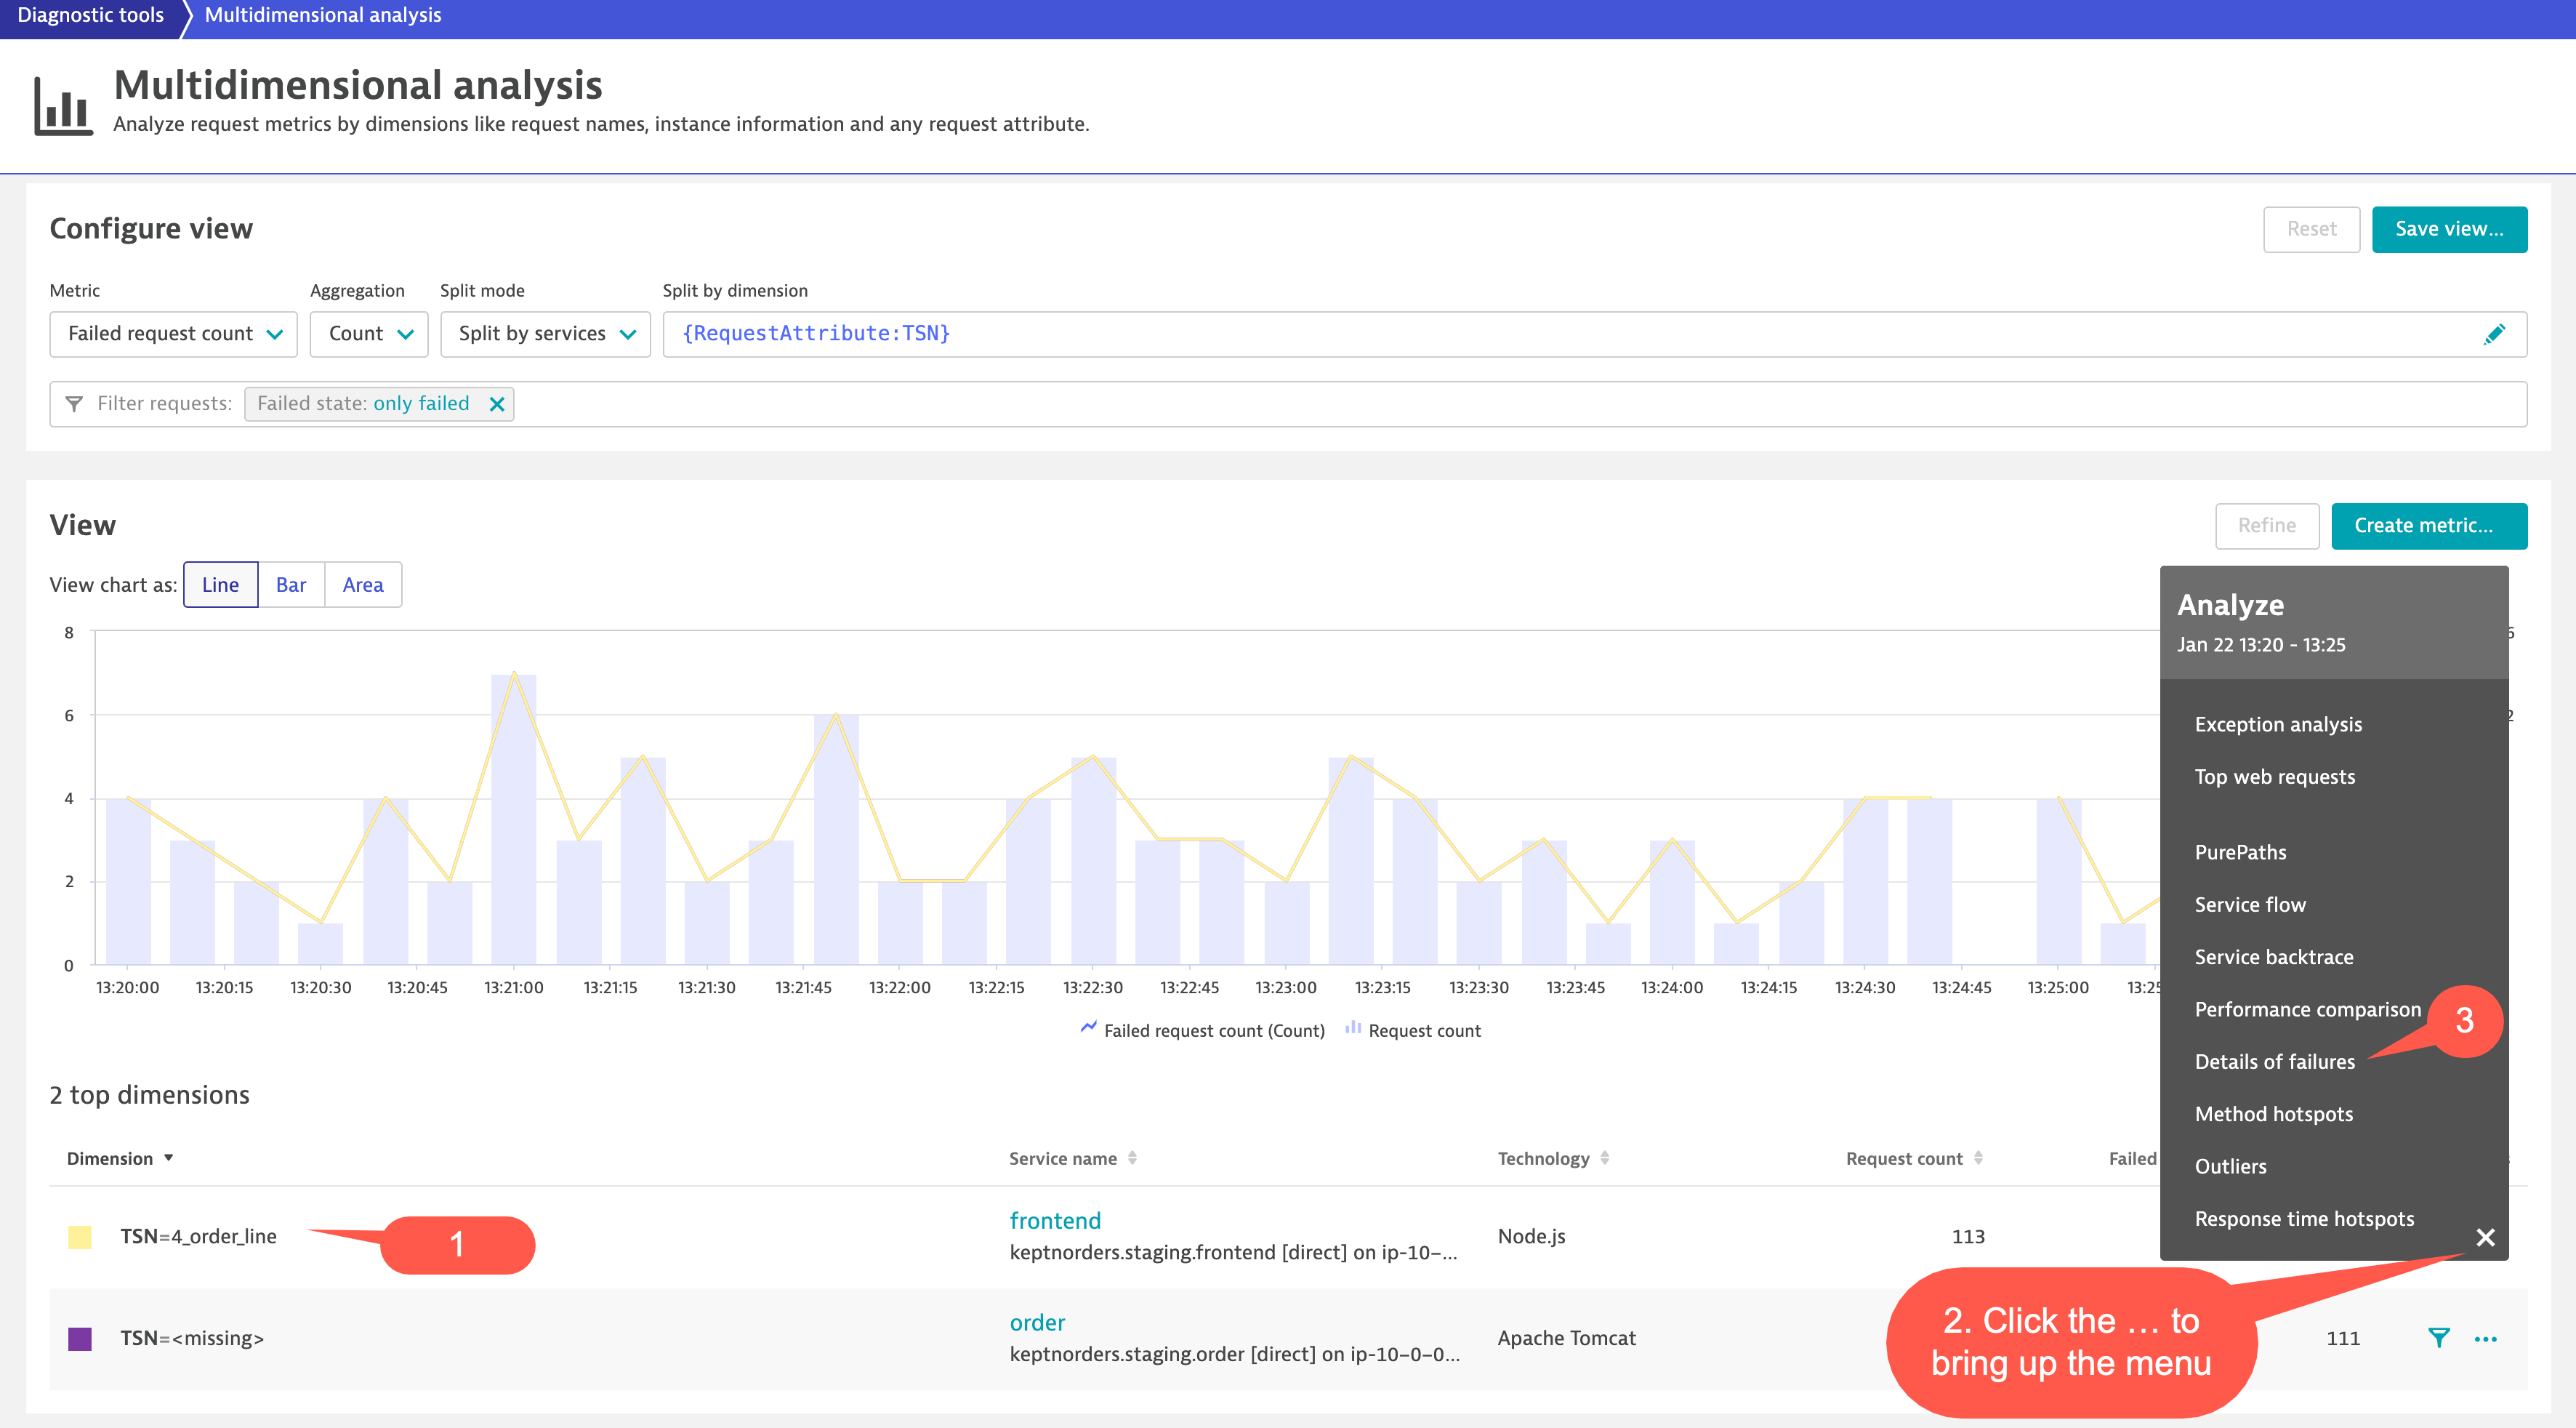 Diagnostic tools
Multidimensional analysis
Multidimensional analysis
Analyze request metrics by dimensions like request names, instance information and any request attribute.
Configure view
Reset
Save view...
Metric
Aggregation
Split mode
Split by dimension
Failed request count
Count
Split by services
{RequestAttribute:TSN}
Filter requests:
Failed state: only failed
View
Refine
Create metric...
View chart as:
Line
Bar
Area
Analyze
Jan 22 13:20 - 13:25
Exception analysis
Top web requests
PurePaths
Service flow
Service backtrace
Performance comparison
Details of failures
Method hotspots
Outliers
Response time hotspots
3
8
6
4
2
0
13:20:00 13:20:15 13:20:30 13:20:45 13:21:00 13:21:15 13:21:30 13:21:45 13:22:00 13:22:15 13:22:30 13:22:45 13:23:00 13:23:15 13:23:30 13:23:45 13:24:00 13:24:15 13:24:30 13:24:45 13:25:00 13:25
Failed request count (Count)
Request count
2 top dimensions
Dimension
Service name
Technology
Request count
Failed
TSN=4_order_line
1
frontend
keptnorders.staging.frontend [direct] on ip-10-...
Node.js
113
TSN=<missing>
order
keptnorders.staging.order [direct] on ip-10-0-0...
Apache Tomcat
111
2. Click the ... to
bring up the menu